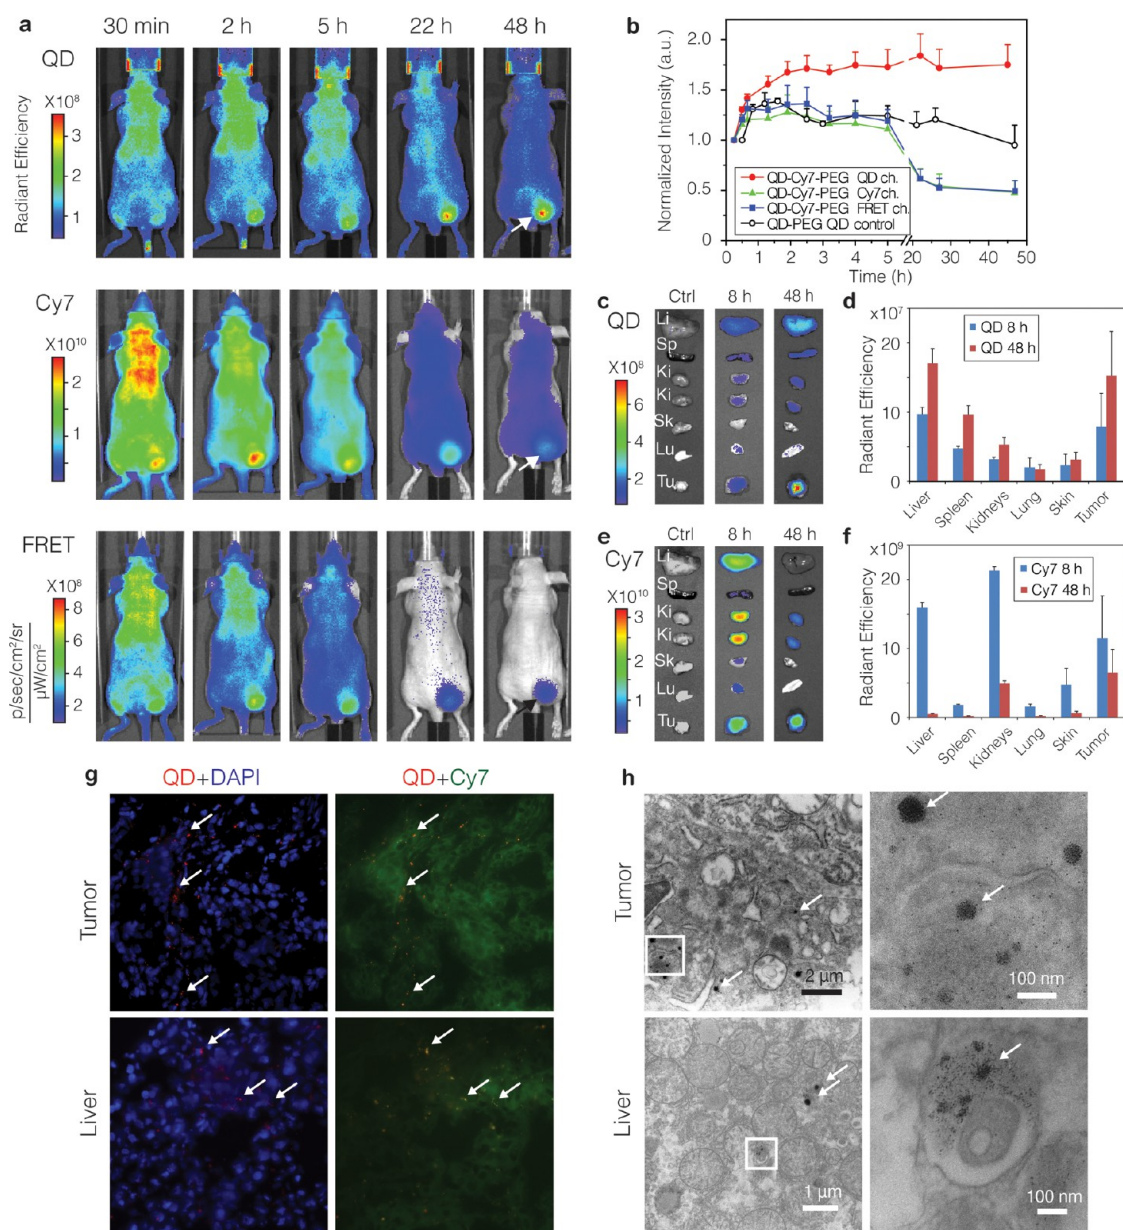 a
30 min 2 h 5 h 22 h 48 h
QD
Radiant Efficiency
X10⁸
3
2
1
Cy7
X10¹⁰
2
1
FRET
X10⁸
8
6
4
2
p/sec/cm²/sr
µW/cm²
b
Normalized Intensity (a.u.)
2.0
1.5
1.0
0.5
0
QD-Cy7-PEG QD ch.
QD-Cy7-PEG Cy7ch.
QD-Cy7-PEG FRET ch.
QD-PEG QD control
0 1 2 3 4 5 20 30 40 50
Time (h)
c
Ctrl 8 h 48 h
QD
X10⁸
8
6
4
2
Li
Sp
Ki
Ki
Sk
Lu
Tu
d
x10⁷
Radiant Efficiency
20
10
0
QD 8 h
QD 48 h
Liver
Spleen
Kidneys
Lung
Skin
Tumor
e
Ctrl 8 h 48 h
Cy7
X10¹⁰
3
2
1
Li
Sp
Ki
Ki
Sk
Lu
Tu
f
x10⁹
Radiant Efficiency
20
10
0
Cy7 8 h
Cy7 48 h
Liver
Spleen
Kidneys
Lung
Skin
Tumor
g
QD+DAPI QD+Cy7
Tumor
Liver
h
Tumor
2 µm
100 nm
Liver
1 µm
100 nm